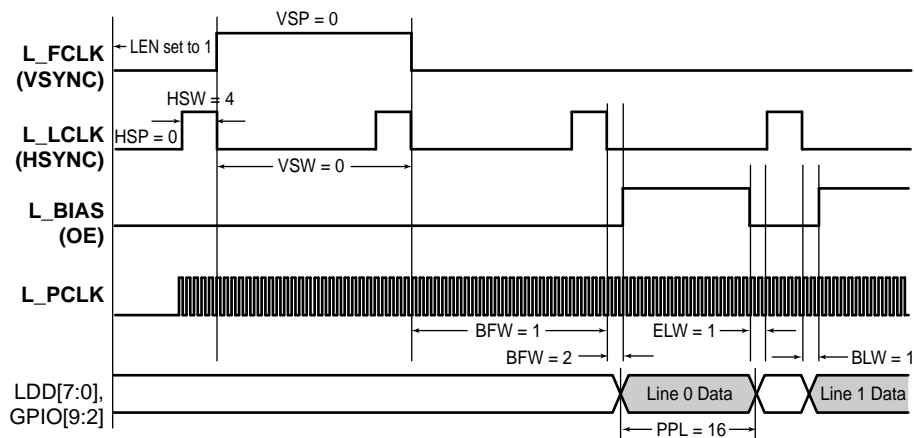 VSP = 0
LEN set to 1
L_FCLK
(VSYNC)
HSW = 4
L_LCLK
(HSYNC)
HSP = 0
VSW = 0
L_BIAS
(OE)
L_PCLK
BFW = 1
ELW = 1
BFW = 2
BLW = 1
LDD[7:0],
GPIO[9:2]
Line 0 Data
Line 1 Data
PPL = 16